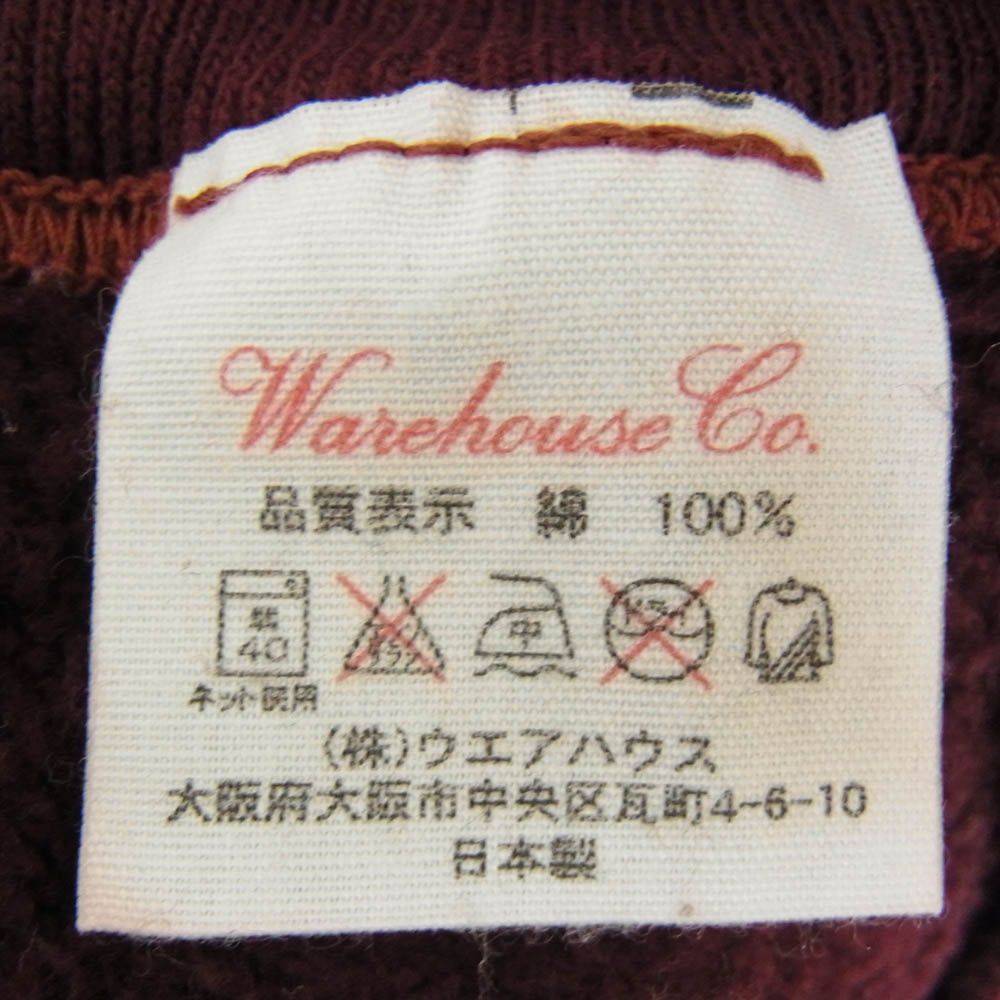 Warehouse Co.
品質表示 綿 100%
40 中
ネット使用
(株)ウエアハウス
大阪府大阪市中央区瓦町4-6-10
日本製